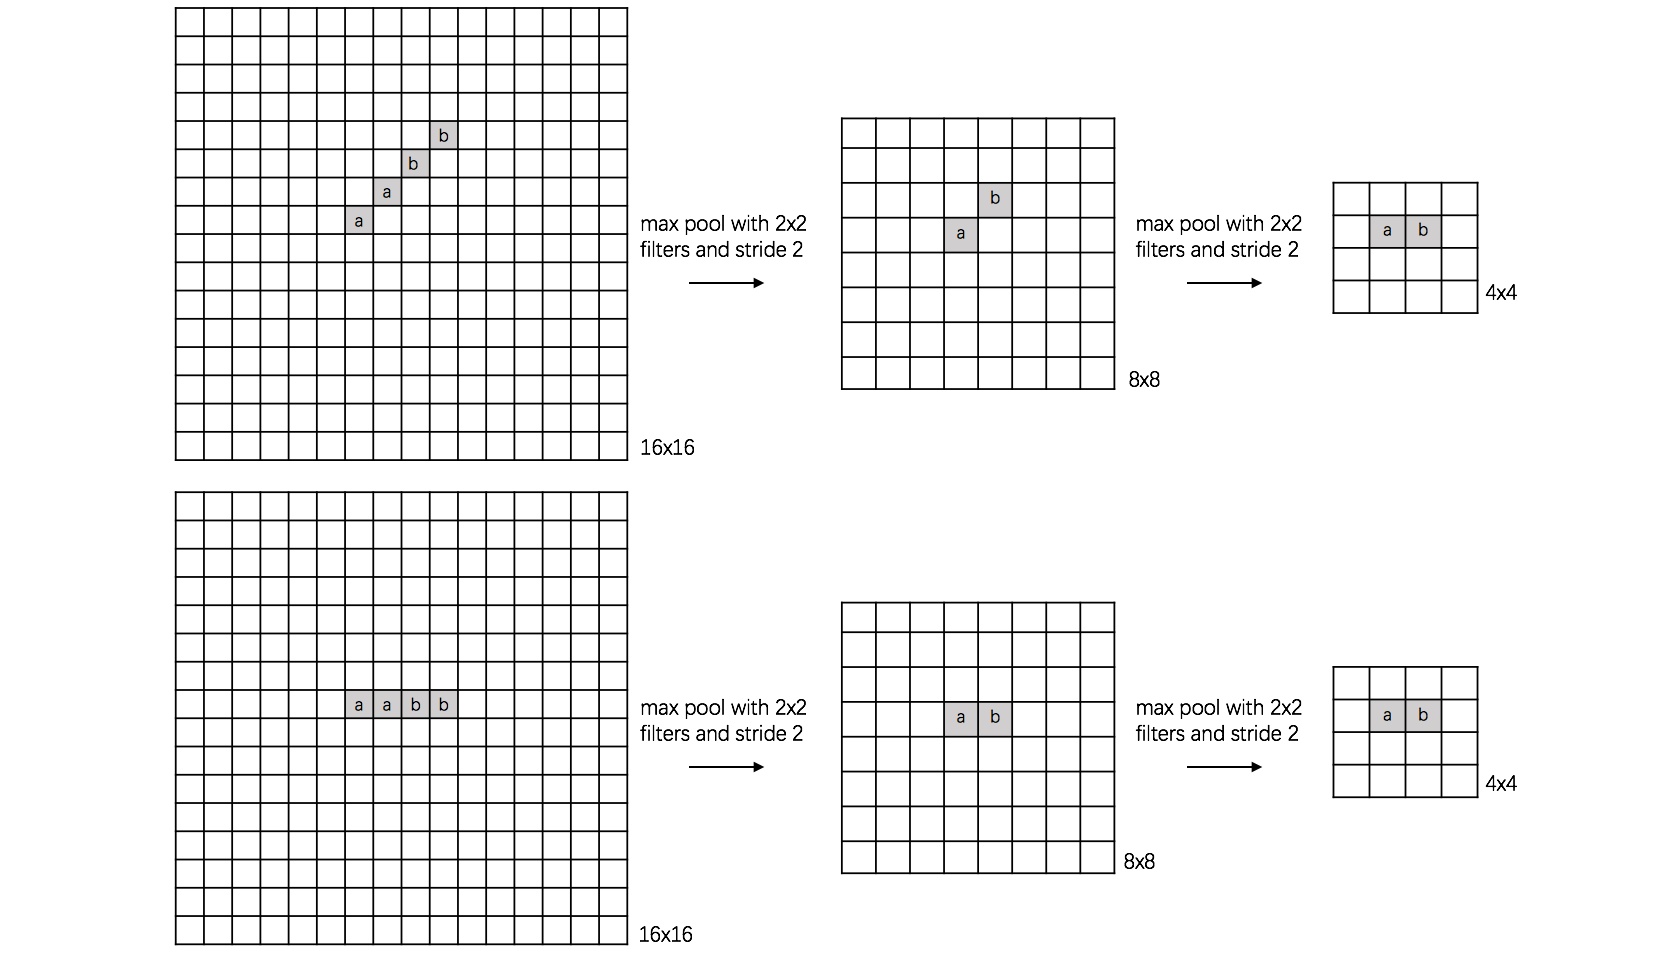 b
b
a
a
max pool with 2x2
filters and stride 2
16x16
b
a
8x8
max pool with 2x2
filters and stride 2
a b
4x4
a a b b
max pool with 2x2
filters and stride 2
16x16
a b
8x8
max pool with 2x2
filters and stride 2
a b
4x4